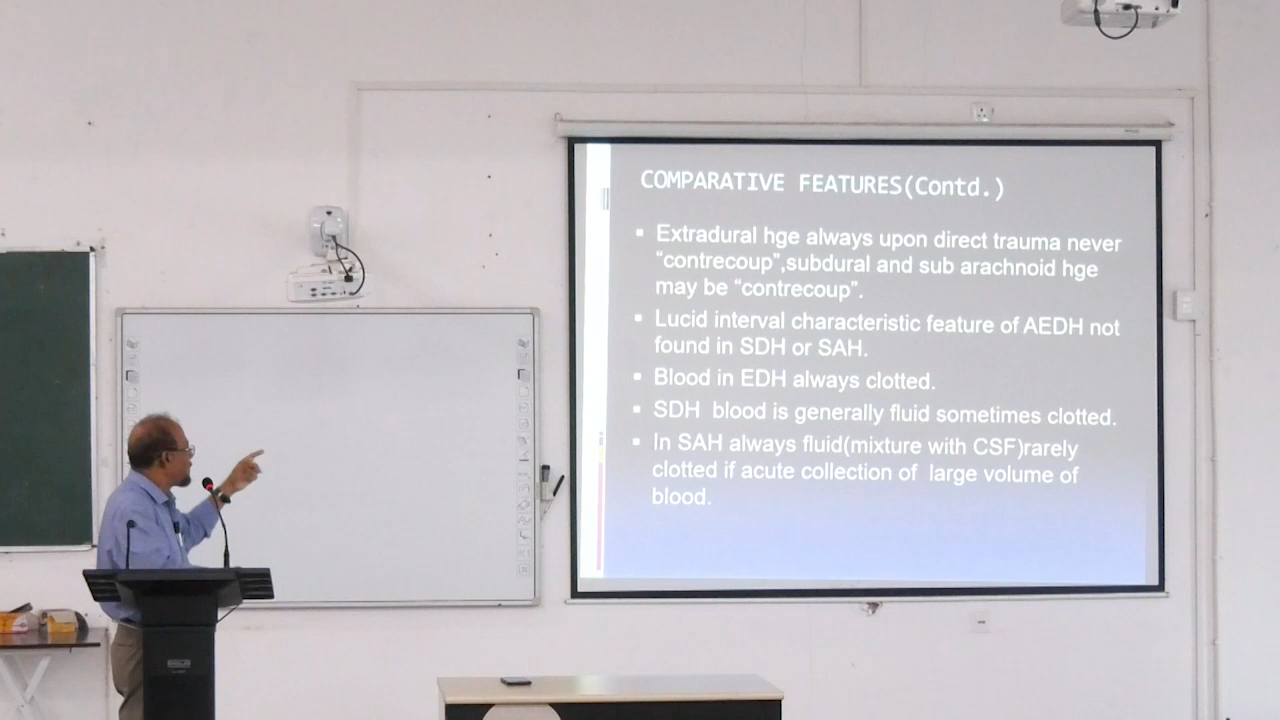 COMPARATIVE FEATURES(Contd.)
Extradural hge always upon direct trauma never
“contrecoup”,subdural and sub arachnoid hge
may be “contrecoup”.
Lucid interval characteristic feature of AEDH not
found in SDH or SAH.
Blood in EDH always clotted.
SDH blood is generally fluid sometimes clotted.
In SAH always fluid(mixture with CSF)rarely
clotted if acute collection of large volume of
blood.